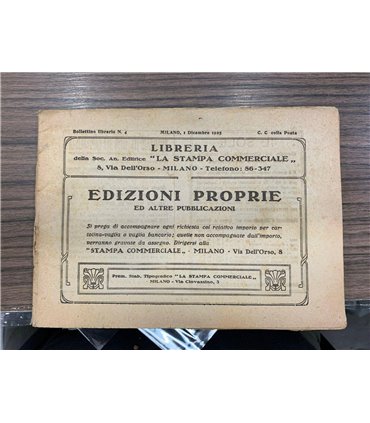 Bollettino librario N. 4 MILANO, 1 Dicembre 1925 C. C colla Posta
LIBRERIA
della Soc. An. Editrice "LA STAMPA COMMERCIALE„
8, Via Dell'Orso - MILANO - Telefono: 86-347
EDIZIONI PROPRIE
ED ALTRE PUBBLICAZIONI
Si prega di accompagnare ogni richiesta col relativo importo per car-
tolina-vaglia o vaglia bancario; quelle non accompagnate dall'importo,
verranno gravate da assegno. Dirigersi alla
"STAMPA COMMERCIALE„ - MILANO - Via Dell'Orso, 8
Prem. Stab. Tipografico "LA STAMPA COMMERCIALE„
MILANO - Via Ciovassino, 3